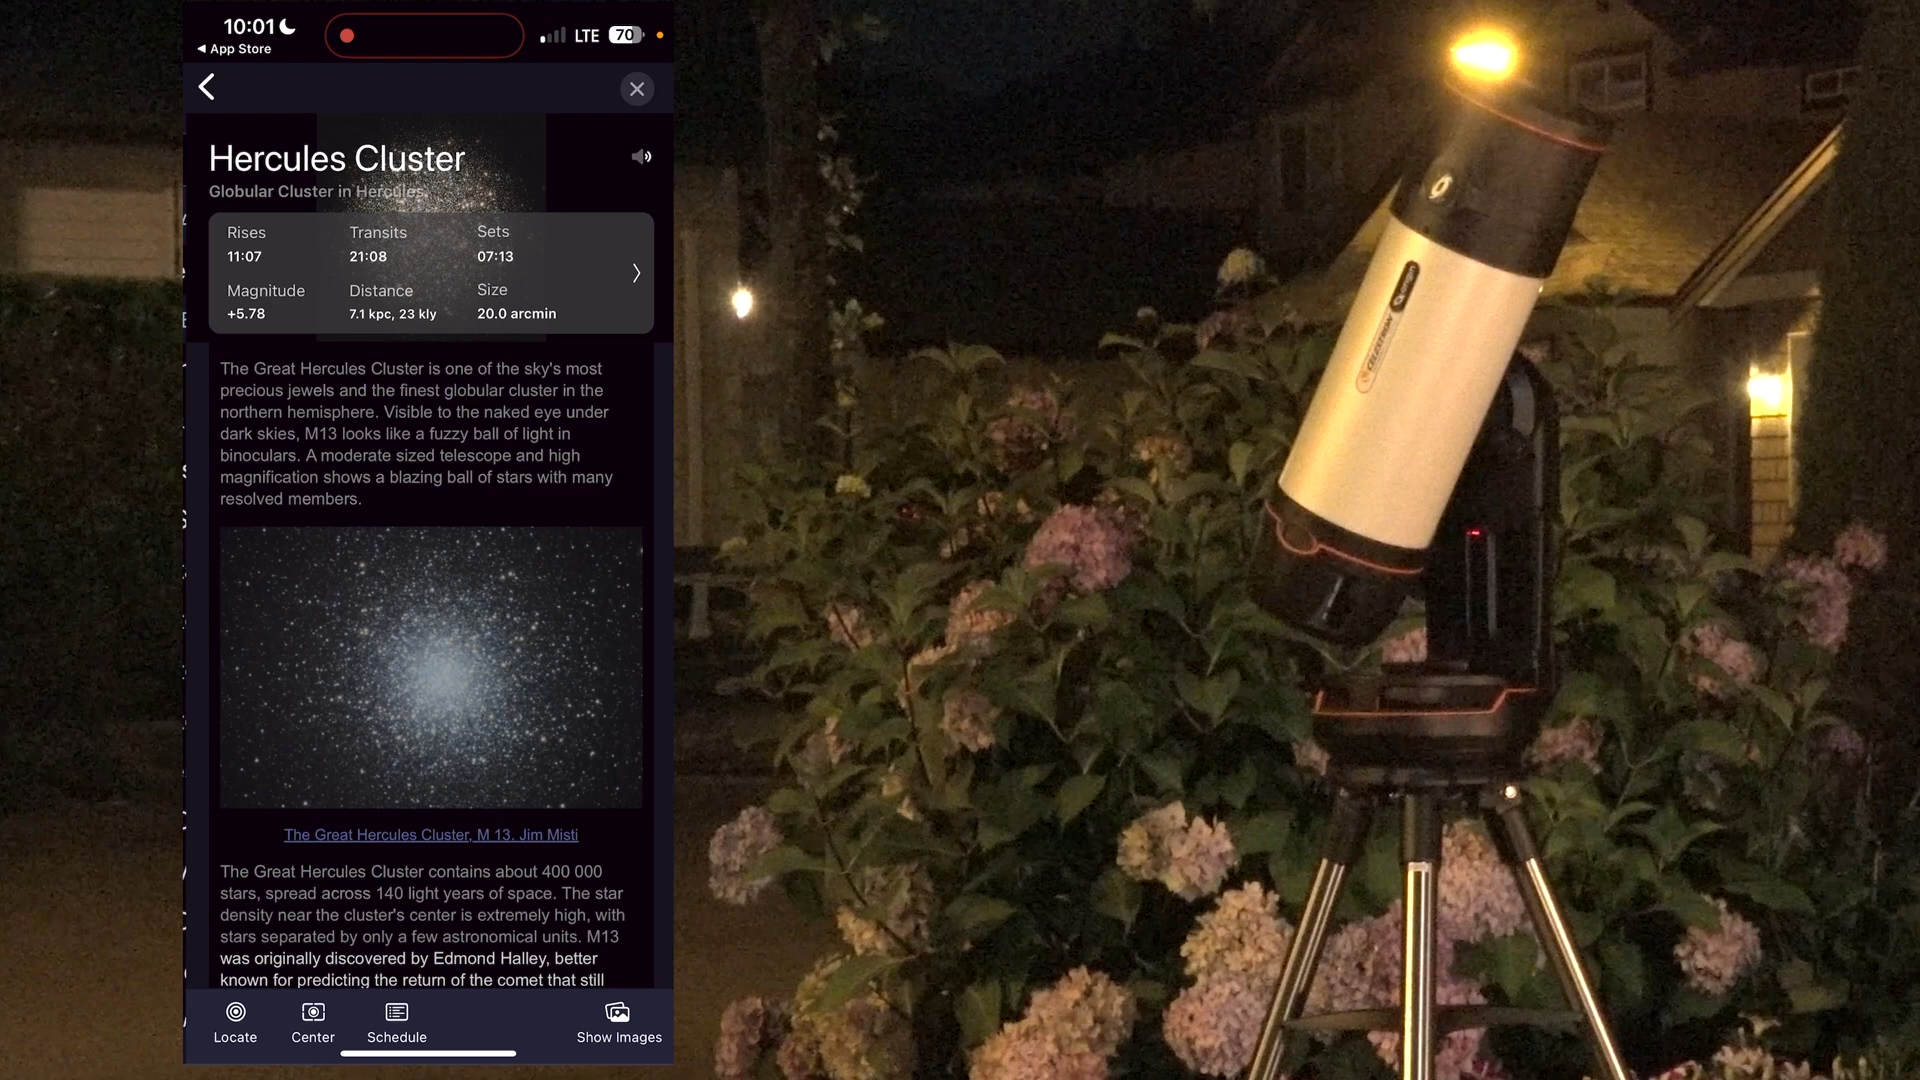 10:01
App Store
LTE
70
Hercules Cluster
Globular Cluster in Hercules
Rises
Transits
Sets
11:07
21:08
07:13
Magnitude
Distance
Size
+5.78
7.1 kpc, 23 kly
20.0 arcmin
The Great Hercules Cluster is one of the sky's most
precious jewels and the finest globular cluster in the
northern hemisphere. Visible to the naked eye under
dark skies, M13 looks like a fuzzy ball of light in
binoculars. A moderate sized telescope and high
magnification shows a blazing ball of stars with many
resolved members.
The Great Hercules Cluster, M 13. Jim Misti
The Great Hercules Cluster contains about 400 000
stars, spread across 140 light years of space. The star
density near the cluster's center is extremely high, with
stars separated by only a few astronomical units. M13
was originally discovered by Edmond Halley, better
known for predicting the return of the comet that still
Locate
Center
Schedule
Show Images
CELESTRON Origin